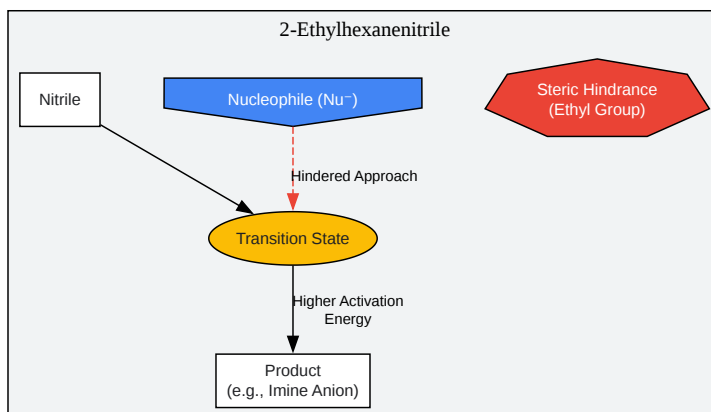 2-Ethylhexanenitrile
Nitrile
Nucleophile (Nu⁻)
Steric Hindrance
(Ethyl Group)
Hindered Approach
Transition State
Higher Activation
Energy
Product
(e.g., Imine Anion)